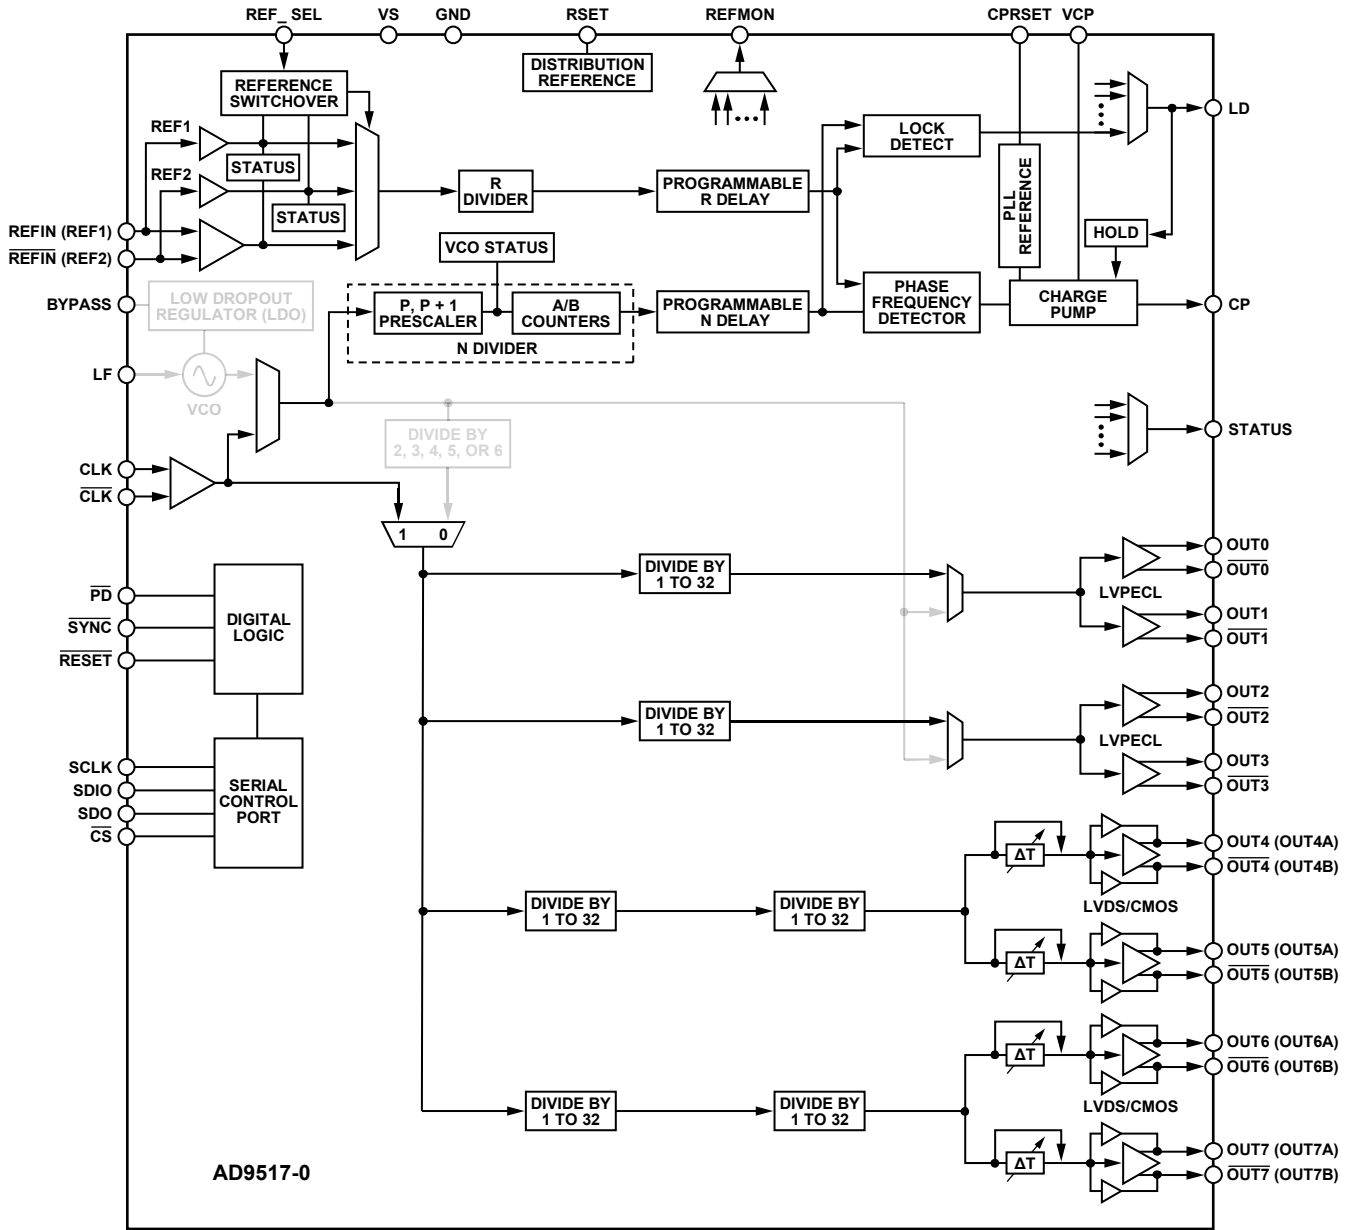 REF_ SEL VS GND RSET REFMON CPRSET VCP
DISTRIBUTION
REFERENCE
REFERENCE
SWITCHOVER
REF1
STATUS
REF2
STATUS
REFIN (REF1)
REFIN (REF2)
BYPASS
LF
LOW DROPOUT
REGULATOR (LDO)
VCO
R
DIVIDER
VCO STATUS
P, P + 1
PRESCALER
A/B
COUNTERS
N DIVIDER
PROGRAMMABLE
R DELAY
PROGRAMMABLE
N DELAY
LOCK
DETECT
PHASE
FREQUENCY
DETECTOR
PLL
REFERENCE
HOLD
CHARGE
PUMP
LD
CP
STATUS
DIVIDE BY
2, 3, 4, 5, OR 6
CLK
CLK
1 0
PD
SYNC
RESET
DIGITAL
LOGIC
SCLK
SDIO
SDO
CS
SERIAL
CONTROL
PORT
DIVIDE BY
1 TO 32
LVPECL
OUT0
OUT0
OUT1
OUT1
DIVIDE BY
1 TO 32
LVPECL
OUT2
OUT2
OUT3
OUT3
DIVIDE BY
1 TO 32
DIVIDE BY
1 TO 32
ΔT
ΔT
LVDS/CMOS
OUT4 (OUT4A)
OUT4 (OUT4B)
OUT5 (OUT5A)
OUT5 (OUT5B)
DIVIDE BY
1 TO 32
DIVIDE BY
1 TO 32
ΔT
ΔT
LVDS/CMOS
OUT6 (OUT6A)
OUT6 (OUT6B)
OUT7 (OUT7A)
OUT7 (OUT7B)
AD9517-0